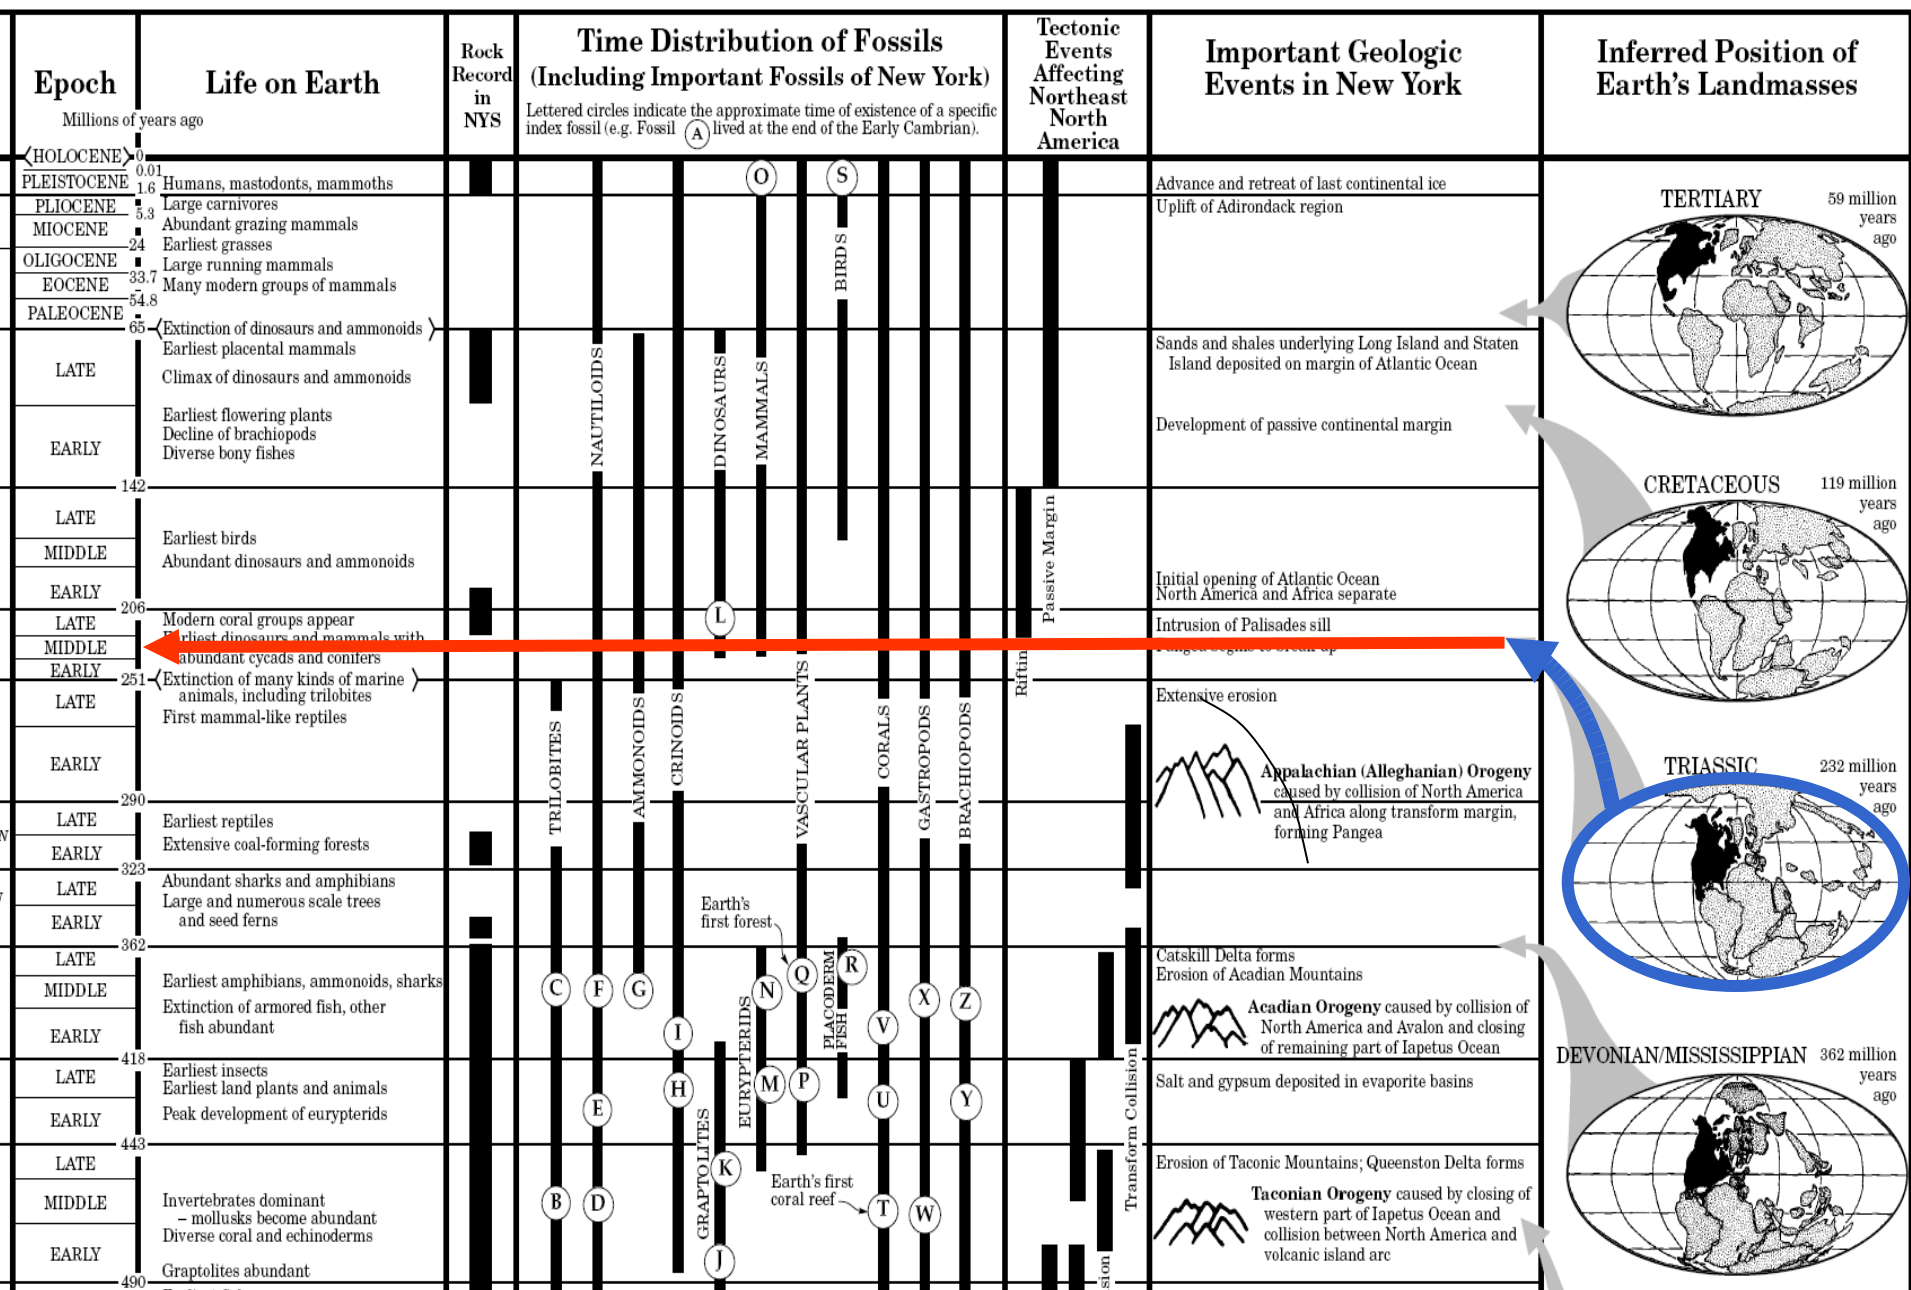 Epoch
Millions of years ago
Life on Earth
Rock
Record
in
NYS
Time Distribution of Fossils
(Including Important Fossils of New York)
Lettered circles indicate the approximate time of existence of a specific
index fossil (e.g. Fossil A lived at the end of the Early Cambrian).
Tectonic
Events
Affecting
Northeast
North
America
Important Geologic
Events in New York
Inferred Position of
Earth's Landmasses
HOLOCENE 0
0.01
PLEISTOCENE
1.6
PLIOCENE
5.3
MIOCENE
24
OLIGOCENE
33.7
EOCENE
54.8
PALEOCENE
65
LATE
EARLY
142
LATE
MIDDLE
EARLY
206
LATE
MIDDLE
EARLY
251
LATE
EARLY
290
LATE
EARLY
323
LATE
EARLY
362
LATE
MIDDLE
EARLY
418
LATE
EARLY
443
LATE
MIDDLE
EARLY
490
Humans, mastodonts, mammoths
Large carnivores
Abundant grazing mammals
Earliest grasses
Large running mammals
Many modern groups of mammals
Extinction of dinosaurs and ammonoids
Earliest placental mammals
Climax of dinosaurs and ammonoids
Earliest flowering plants
Decline of brachiopods
Diverse bony fishes
Earliest birds
Abundant dinosaurs and ammonoids
Modern coral groups appear
Earliest dinosaurs and mammals with
abundant cycads and conifers
Extinction of many kinds of marine
animals, including trilobites
First mammal-like reptiles
Earliest reptiles
Extensive coal-forming forests
Abundant sharks and amphibians
Large and numerous scale trees
and seed ferns
Earliest amphibians, ammonoids, sharks
Extinction of armored fish, other
fish abundant
Earliest insects
Earliest land plants and animals
Peak development of eurypterids
Invertebrates dominant
– mollusks become abundant
Diverse coral and echinoderms
Graptolites abundant
TRILOBITES
C
B
NAUTILOIDS
F
E
D
AMMONOIDS
G
CRINOIDS
I
H
DINOSAURS
L
GRAPTOLITES
K
J
O
MAMMALS
EURYPTERIDS
N
M
VASCULAR PLANTS
Earth's
first forest
Q
P
S
BIRDS
PLACODERM
FISH
R
CORALS
V
U
Earth's first
coral reef
T
GASTROPODS
X
W
BRACHIOPODS
Z
Y
Passive Margin
Riftin
Transform Collision
sion
Advance and retreat of last continental ice
Uplift of Adirondack region
Sands and shales underlying Long Island and Staten
Island deposited on margin of Atlantic Ocean
Development of passive continental margin
Initial opening of Atlantic Ocean
North America and Africa separate
Intrusion of Palisades sill
Pangea begins to break up
Extensive erosion
Appalachian (Alleghanian) Orogeny
caused by collision of North America
and Africa along transform margin,
forming Pangea
Catskill Delta forms
Erosion of Acadian Mountains
Acadian Orogeny caused by collision of
North America and Avalon and closing
of remaining part of Iapetus Ocean
Salt and gypsum deposited in evaporite basins
Erosion of Taconic Mountains; Queenston Delta forms
Taconian Orogeny caused by closing of
western part of Iapetus Ocean and
collision between North America and
volcanic island arc
TERTIARY 59 million
years
ago
CRETACEOUS 119 million
years
ago
TRIASSIC 232 million
years
ago
DEVONIAN/MISSISSIPPIAN 362 million
years
ago